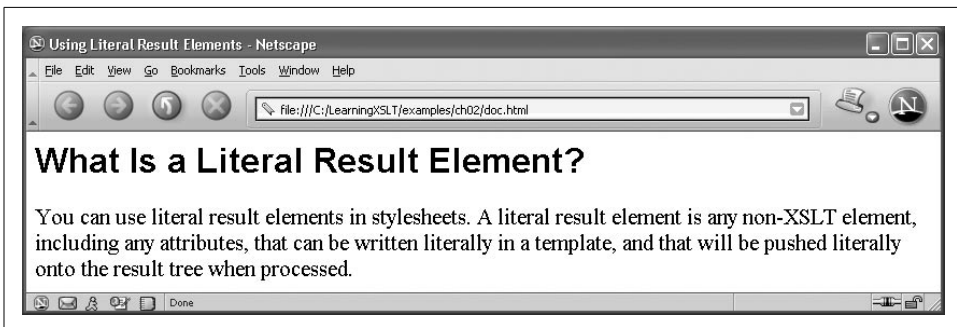 Using Literal Result Elements - Netscape
File Edit View Go Bookmarks Tools Window Help
file:///C:/LearningXSLT/examples/ch02/doc.html
N
What Is a Literal Result Element?
You can use literal result elements in stylesheets. A literal result element is any non-XSLT element,
including any attributes, that can be written literally in a template, and that will be pushed literally
onto the result tree when processed.
Done